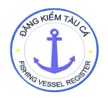 ĐĂNG KIỂM TÀU CÁ
FISHING VESSEL REGISTER